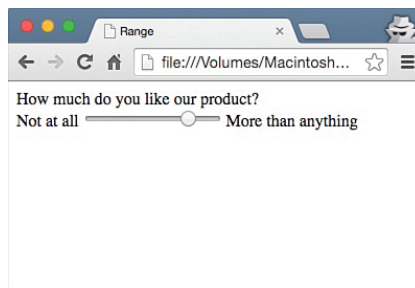 Range
file:///Volumes/Macintosh...
How much do you like our product?
Not at all More than anything